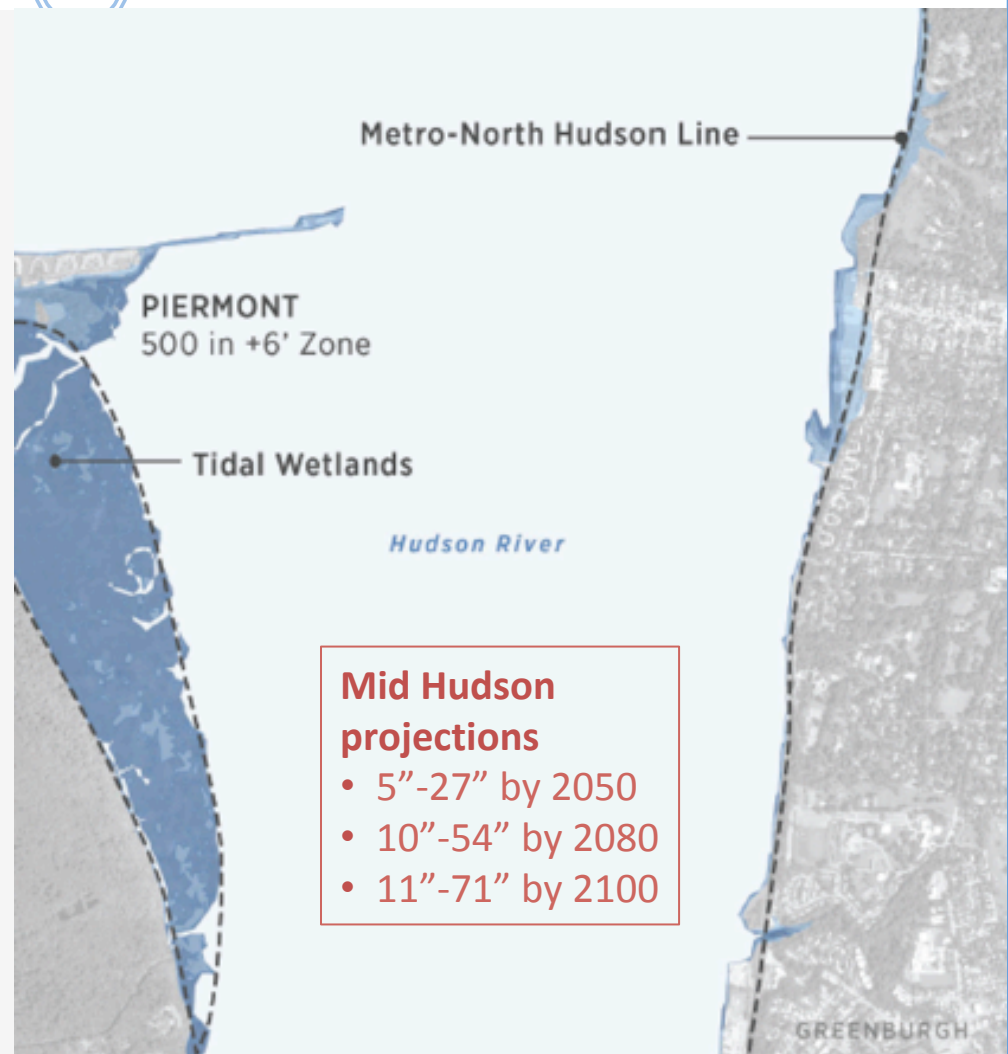 Metro-North Hudson Line
PIERMONT
500 in +6' Zone
Tidal Wetlands
Hudson River
Mid Hudson
projections
• 5”-27” by 2050
• 10”-54” by 2080
• 11”-71” by 2100
GREENBURGH